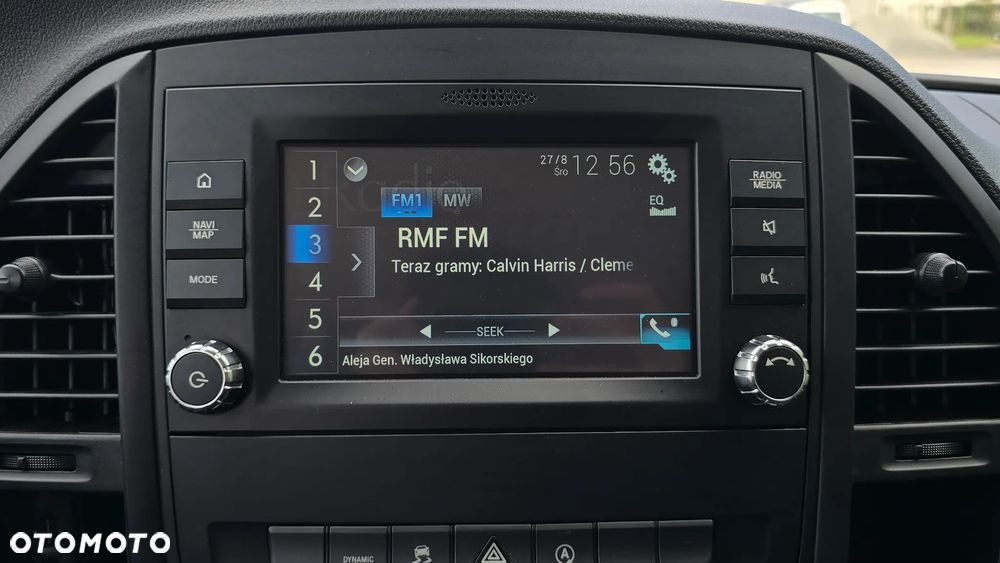 1
27/8
Śro
12 56
2
FM1
MW
EQ
RADIO
MEDIA
NAVI
MAP
3
RMF FM
Teraz gramy: Calvin Harris / Cleme
MODE
4
5
SEEK
6
Aleja Gen. Władysława Sikorskiego
OTOMOTO
DYNAMIC
A